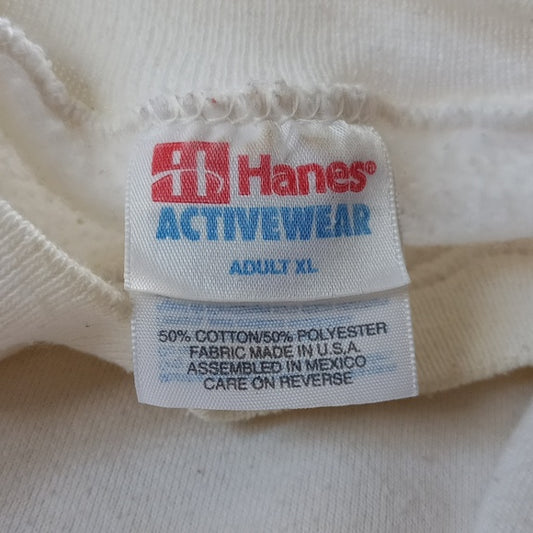 Hanes®
ACTIVEWEAR
ADULT XL
50% COTTON/50% POLYESTER
FABRIC MADE IN U.S.A.
ASSEMBLED IN MEXICO
CARE ON REVERSE